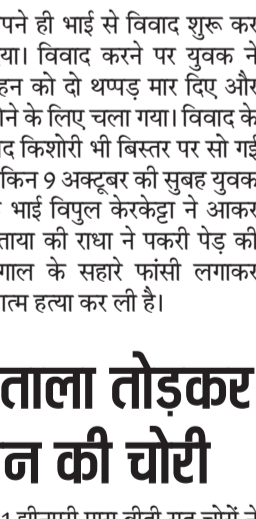 पने ही भाई से विवाद शुरू कर
या। विवाद करने पर युवक ने
हन को दो थप्पड़ मार दिए और
ोने के लिए चला गया। विवाद के
द किशोरी भी बिस्तर पर सो गई
किन 9 अक्टूबर की सुबह युवक
भाई विपुल केरकेट्टा ने आकर
ताया की राधा ने पकरी पेड़ की
गाल के सहारे फांसी लगाकर
ात्म हत्या कर ली है।
ताला तोड़कर
न की चोरी